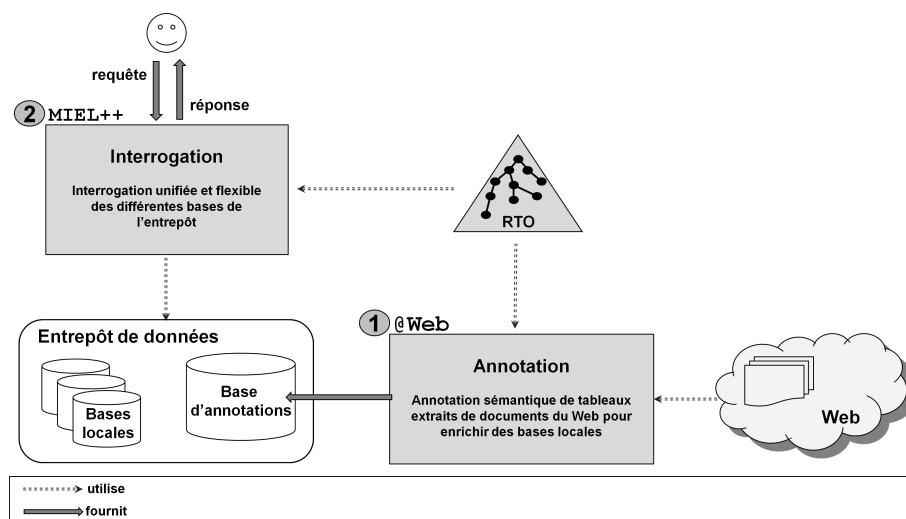 requête
réponse
2 MIEL++
Interrogation
Interrogation unifiée et flexible
des différentes bases de
l'entrepôt
RTO
1 @Web
Entrepôt de données
Bases
locales
Base
d'annotations
Annotation
Annotation sémantique de tableaux
extraits de documents du Web pour
enrichir des bases locales
Web
utilise
fournit